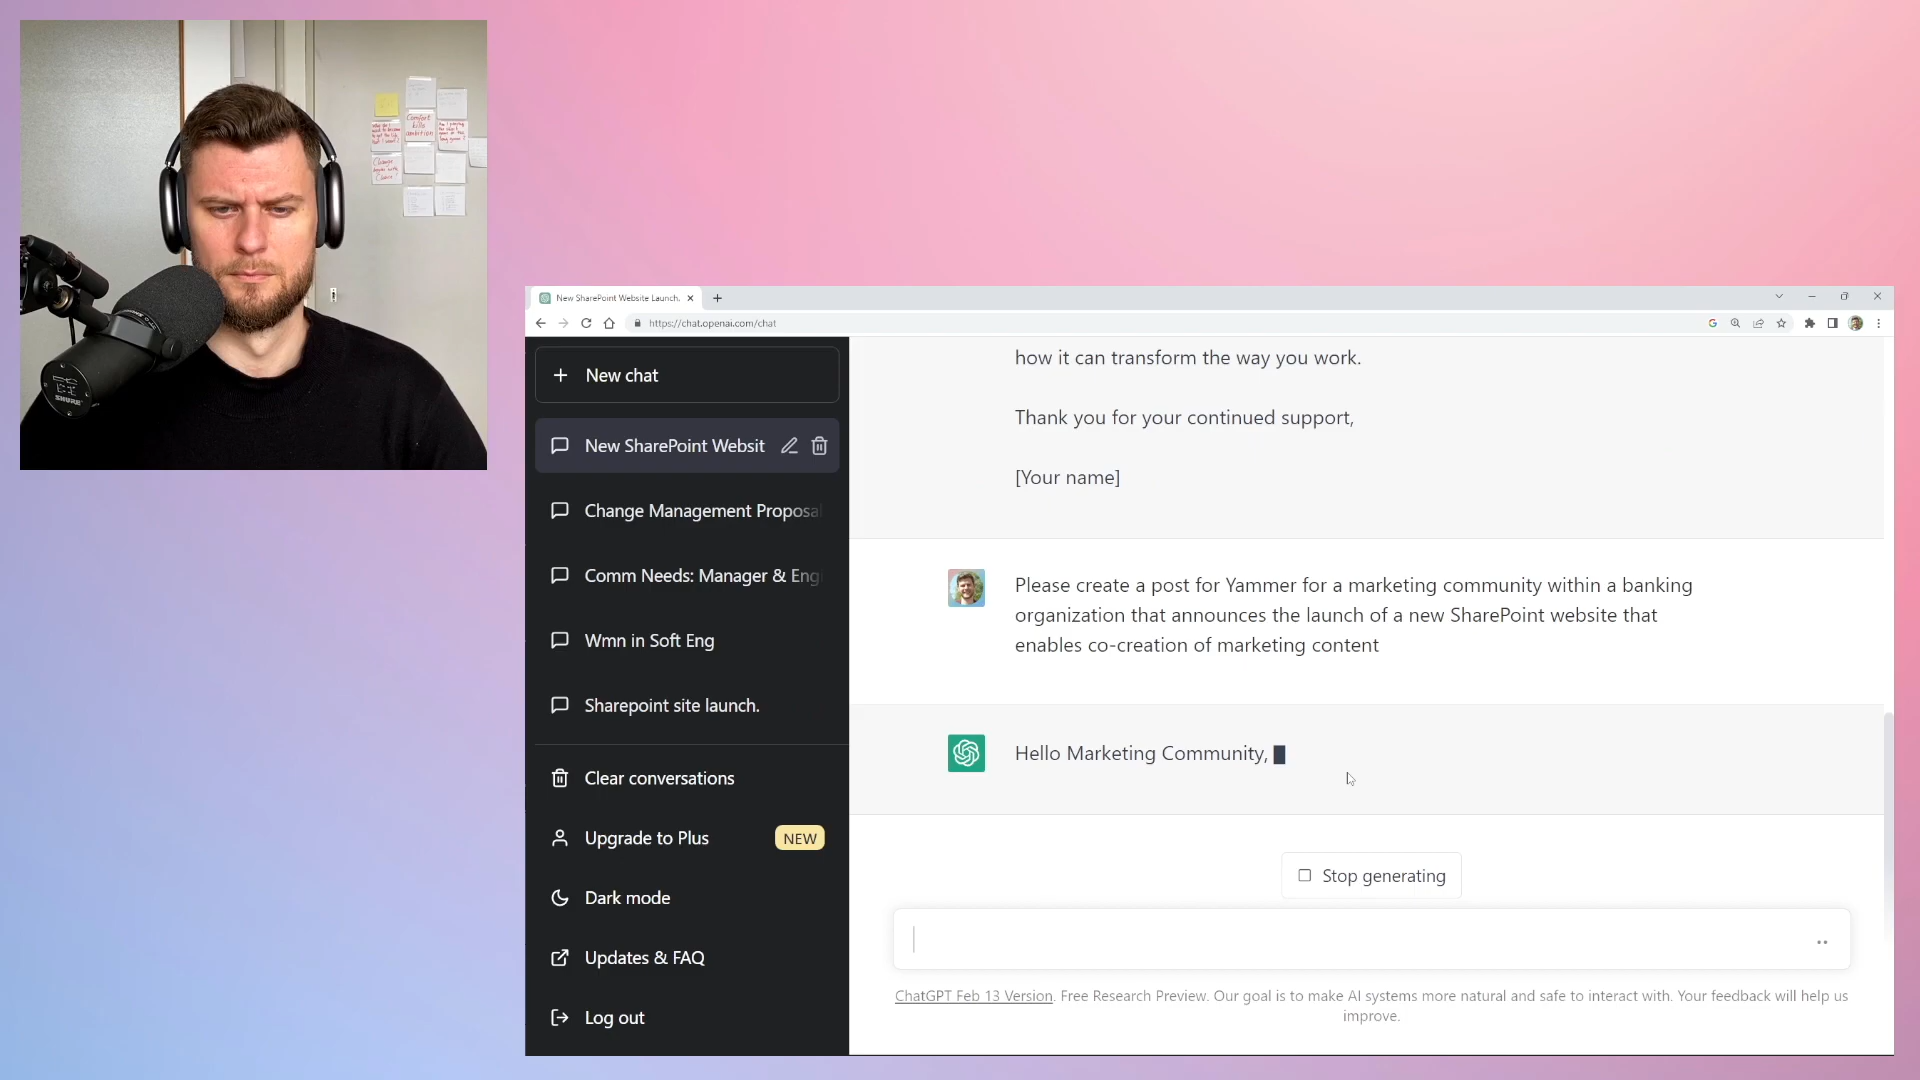 Comfort
kills
ambition
SHURE
New SharePoint Website Launch.
https://chat.openai.com/chat
New chat
New SharePoint Websit
Change Management Proposal
Comm Needs: Manager & Eng
Wmn in Soft Eng
Sharepoint site launch.
Clear conversations
Upgrade to Plus
NEW
Dark mode
Updates & FAQ
Log out
how it can transform the way you work.
Thank you for your continued support,
[Your name]
Please create a post for Yammer for a marketing community within a banking
organization that announces the launch of a new SharePoint website that
enables co-creation of marketing content
Hello Marketing Community,
Stop generating
ChatGPT Feb 13 Version. Free Research Preview. Our goal is to make AI systems more natural and safe to interact with. Your feedback will help us
improve.